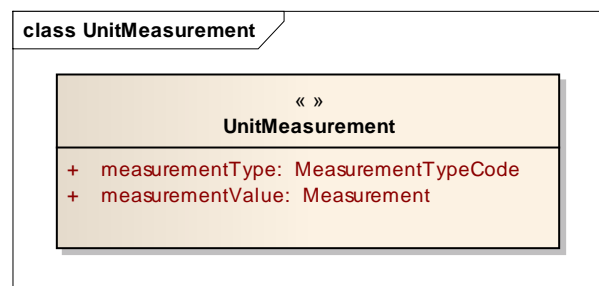 class UnitMeasurement
« »
UnitMeasurement
+ measurementType: MeasurementTypeCode
+ measurementValue: Measurement